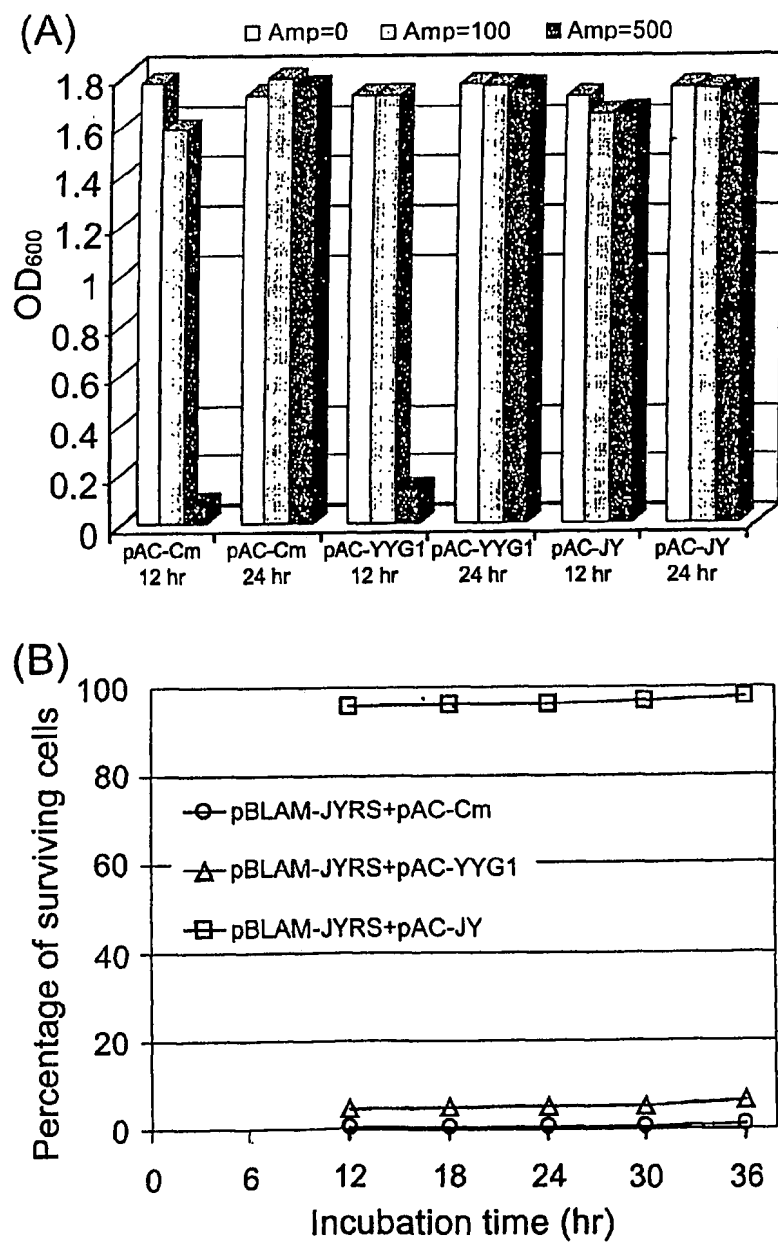 (A)
Amp=0 Amp=100 Amp=500
OD600
1.8
1.6
1.4
1.2
1
0.8
0.6
0.4
0.2
0
pAC-Cm pAC-Cm pAC-YYG1 pAC-YYG1 pAC-JY pAC-JY
12 hr 24 hr 12 hr 24 hr 12 hr 24 hr
(B)
Percentage of surviving cells
100
80
60
40
20
0
pBLAM-JYRS+pAC-Cm
pBLAM-JYRS+pAC-YYG1
pBLAM-JYRS+pAC-JY
0 6 12 18 24 30 36
Incubation time (hr)